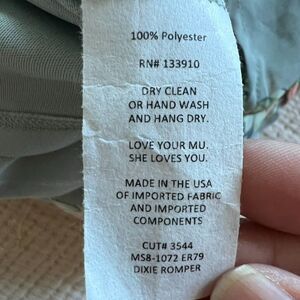 100% Polyester
RN# 133910
DRY CLEAN
OR HAND WASH
AND HANG DRY.
LOVE YOUR MU.
SHE LOVES YOU.
MADE IN THE USA
OF IMPORTED FABRIC
AND IMPORTED
COMPONENTS
CUT# 3544
MS8-1072 ER79
DIXIE ROMPER